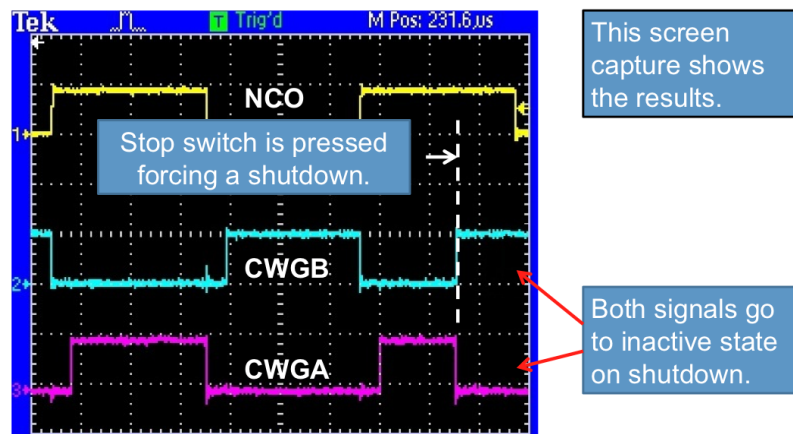 Tek
T Trig'd
M Pos: 231.6µs
This screen
capture shows
the results.
NCO
1
Stop switch is pressed
forcing a shutdown.
2
CWGB
Both signals go
to inactive state
on shutdown.
CWGA
3